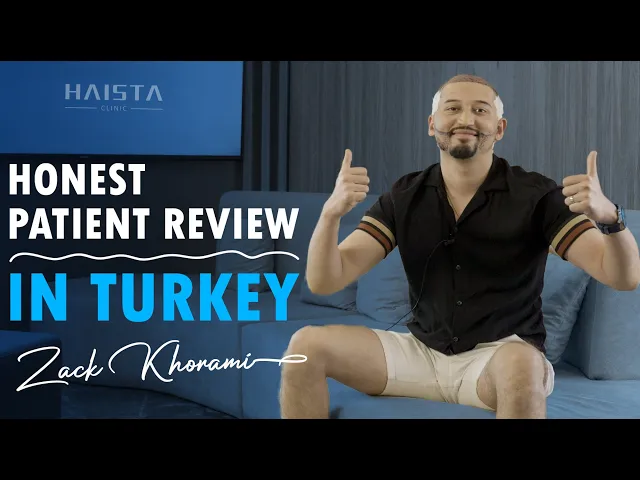 HAISTA
CLINIC
HONEST
PATIENT REVIEW
IN TURKEY
Zack Khorami